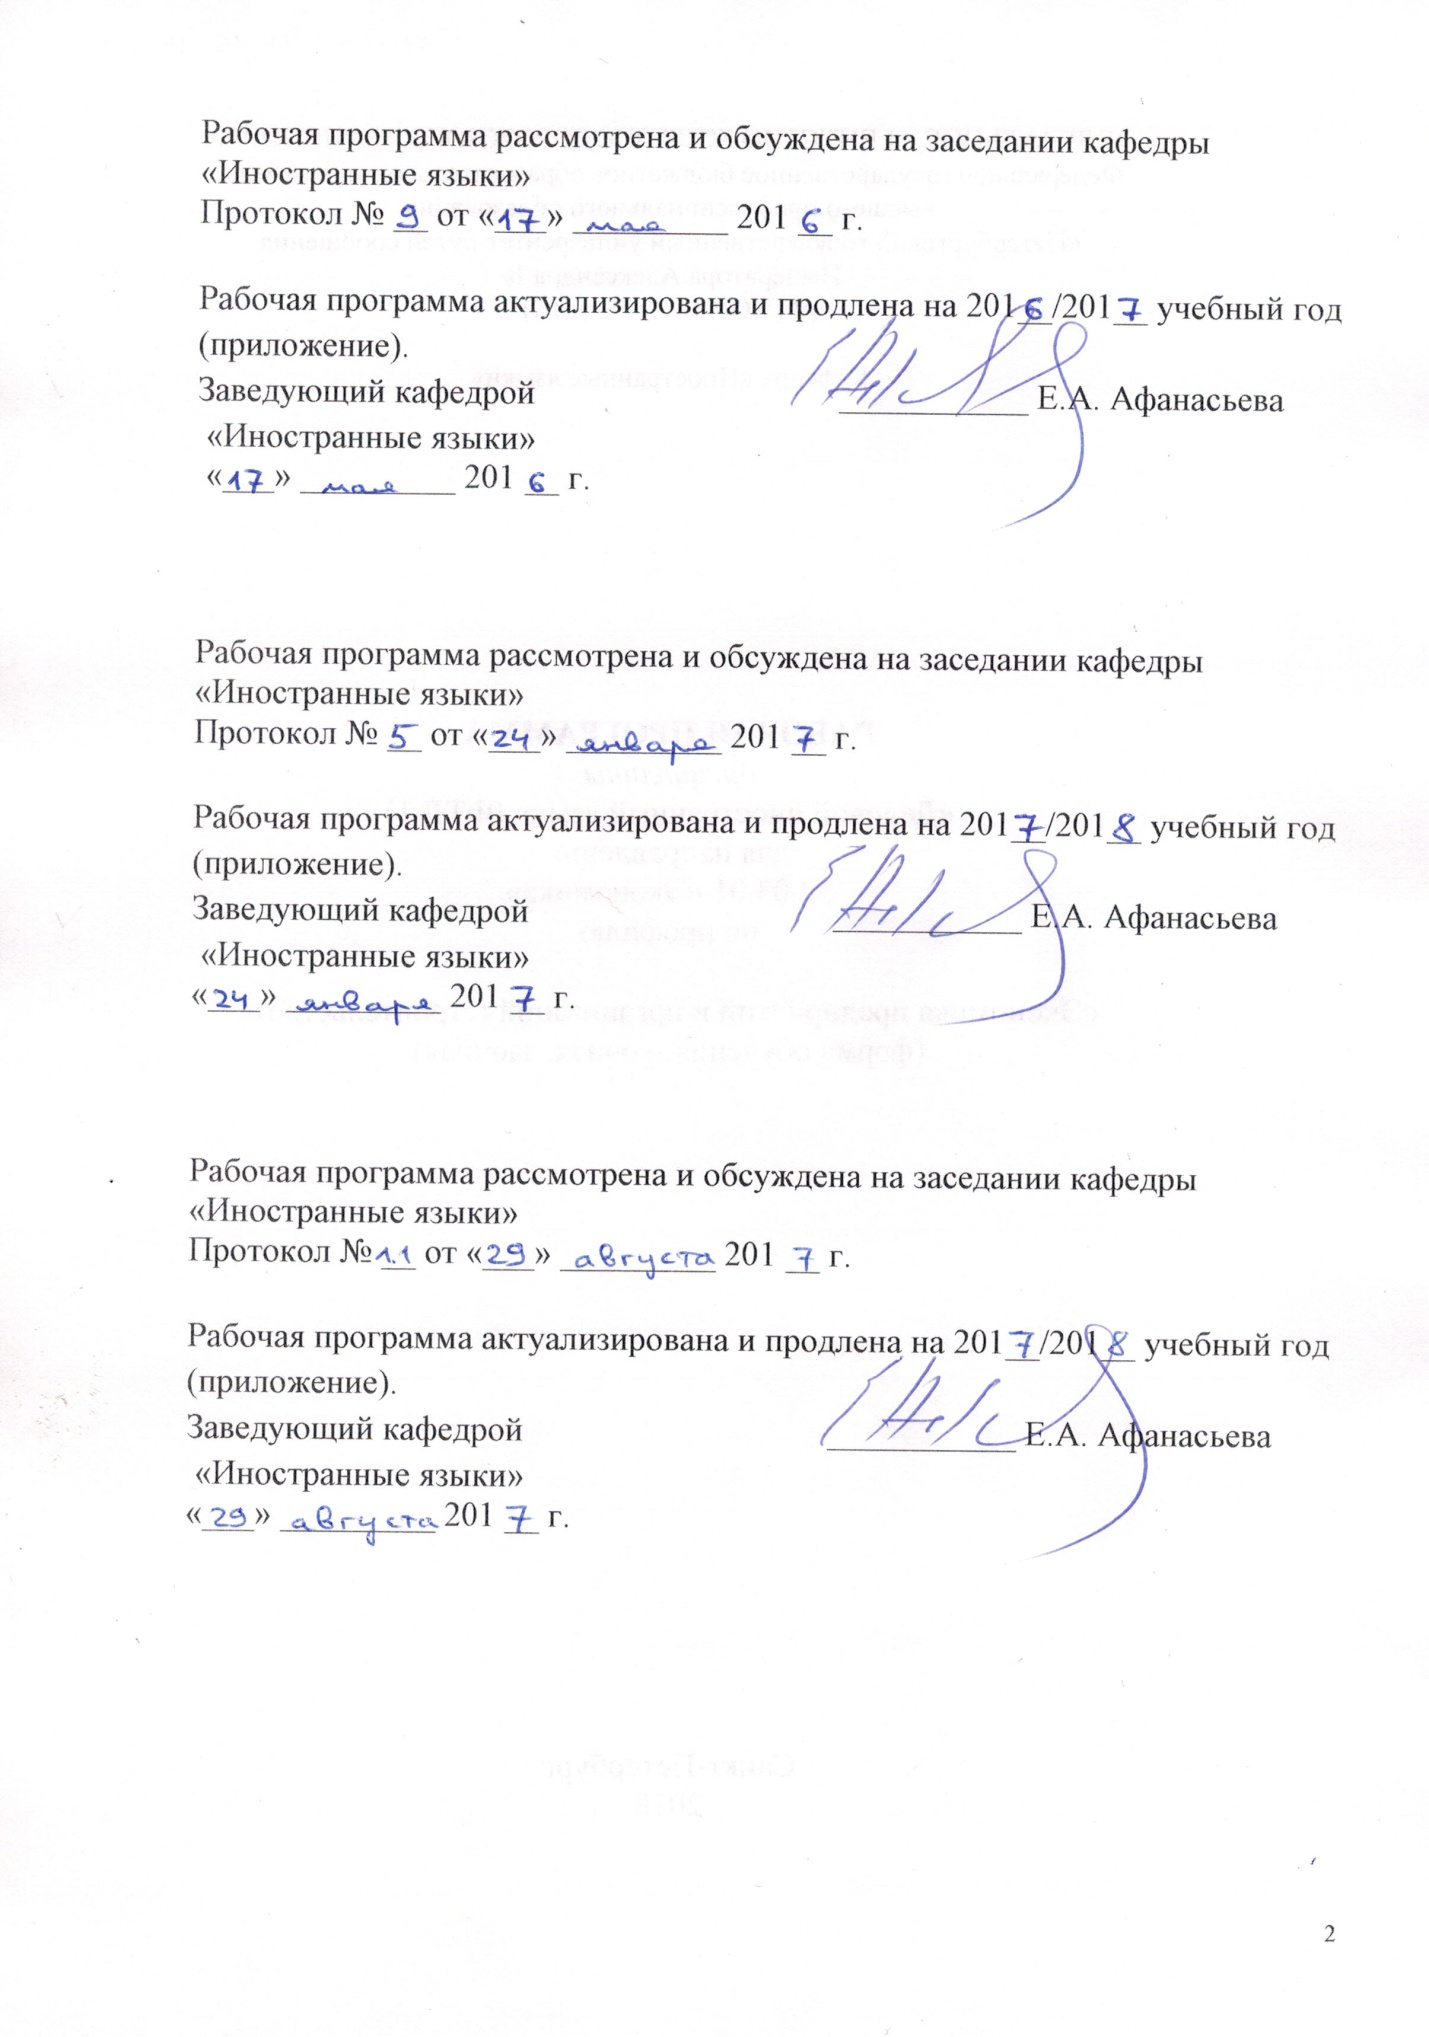 Рабочая программа рассмотрена и обсуждена на заседании кафедры
«Иностранные языки»
Протокол № 9 от «17» мая 2016 г.
Рабочая программа актуализирована и продлена на 2016/2017 учебный год
(приложение).
Заведующий кафедрой Е.А. Афанасьева
«Иностранные языки»
«17» мая 2016 г.
Рабочая программа рассмотрена и обсуждена на заседании кафедры
«Иностранные языки»
Протокол № 5 от «24» января 2017 г.
Рабочая программа актуализирована и продлена на 2017/2018 учебный год
(приложение).
Заведующий кафедрой Е.А. Афанасьева
«Иностранные языки»
«24» января 2017 г.
Рабочая программа рассмотрена и обсуждена на заседании кафедры
«Иностранные языки»
Протокол № 11 от «29» августа 2017 г.
Рабочая программа актуализирована и продлена на 2017/2018 учебный год
(приложение).
Заведующий кафедрой Е.А. Афанасьева
«Иностранные языки»
«29» августа 2017 г.
2